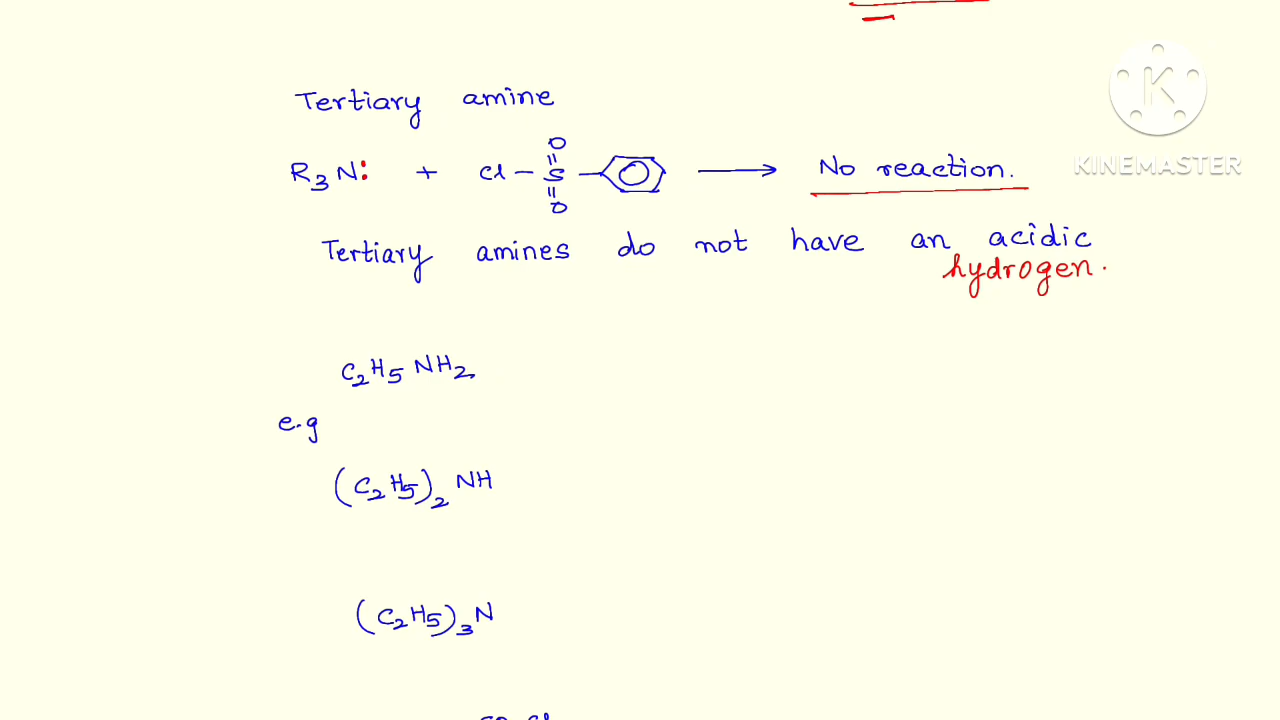 Tertiary amine
R3N: + Cl-S(=O)(=O)- → No reaction.
Tertiary amines do not have an acidic
hydrogen.
C2H5NH2
e.g
(C2H5)2NH
(C2H5)3N
K
KINEMASTER